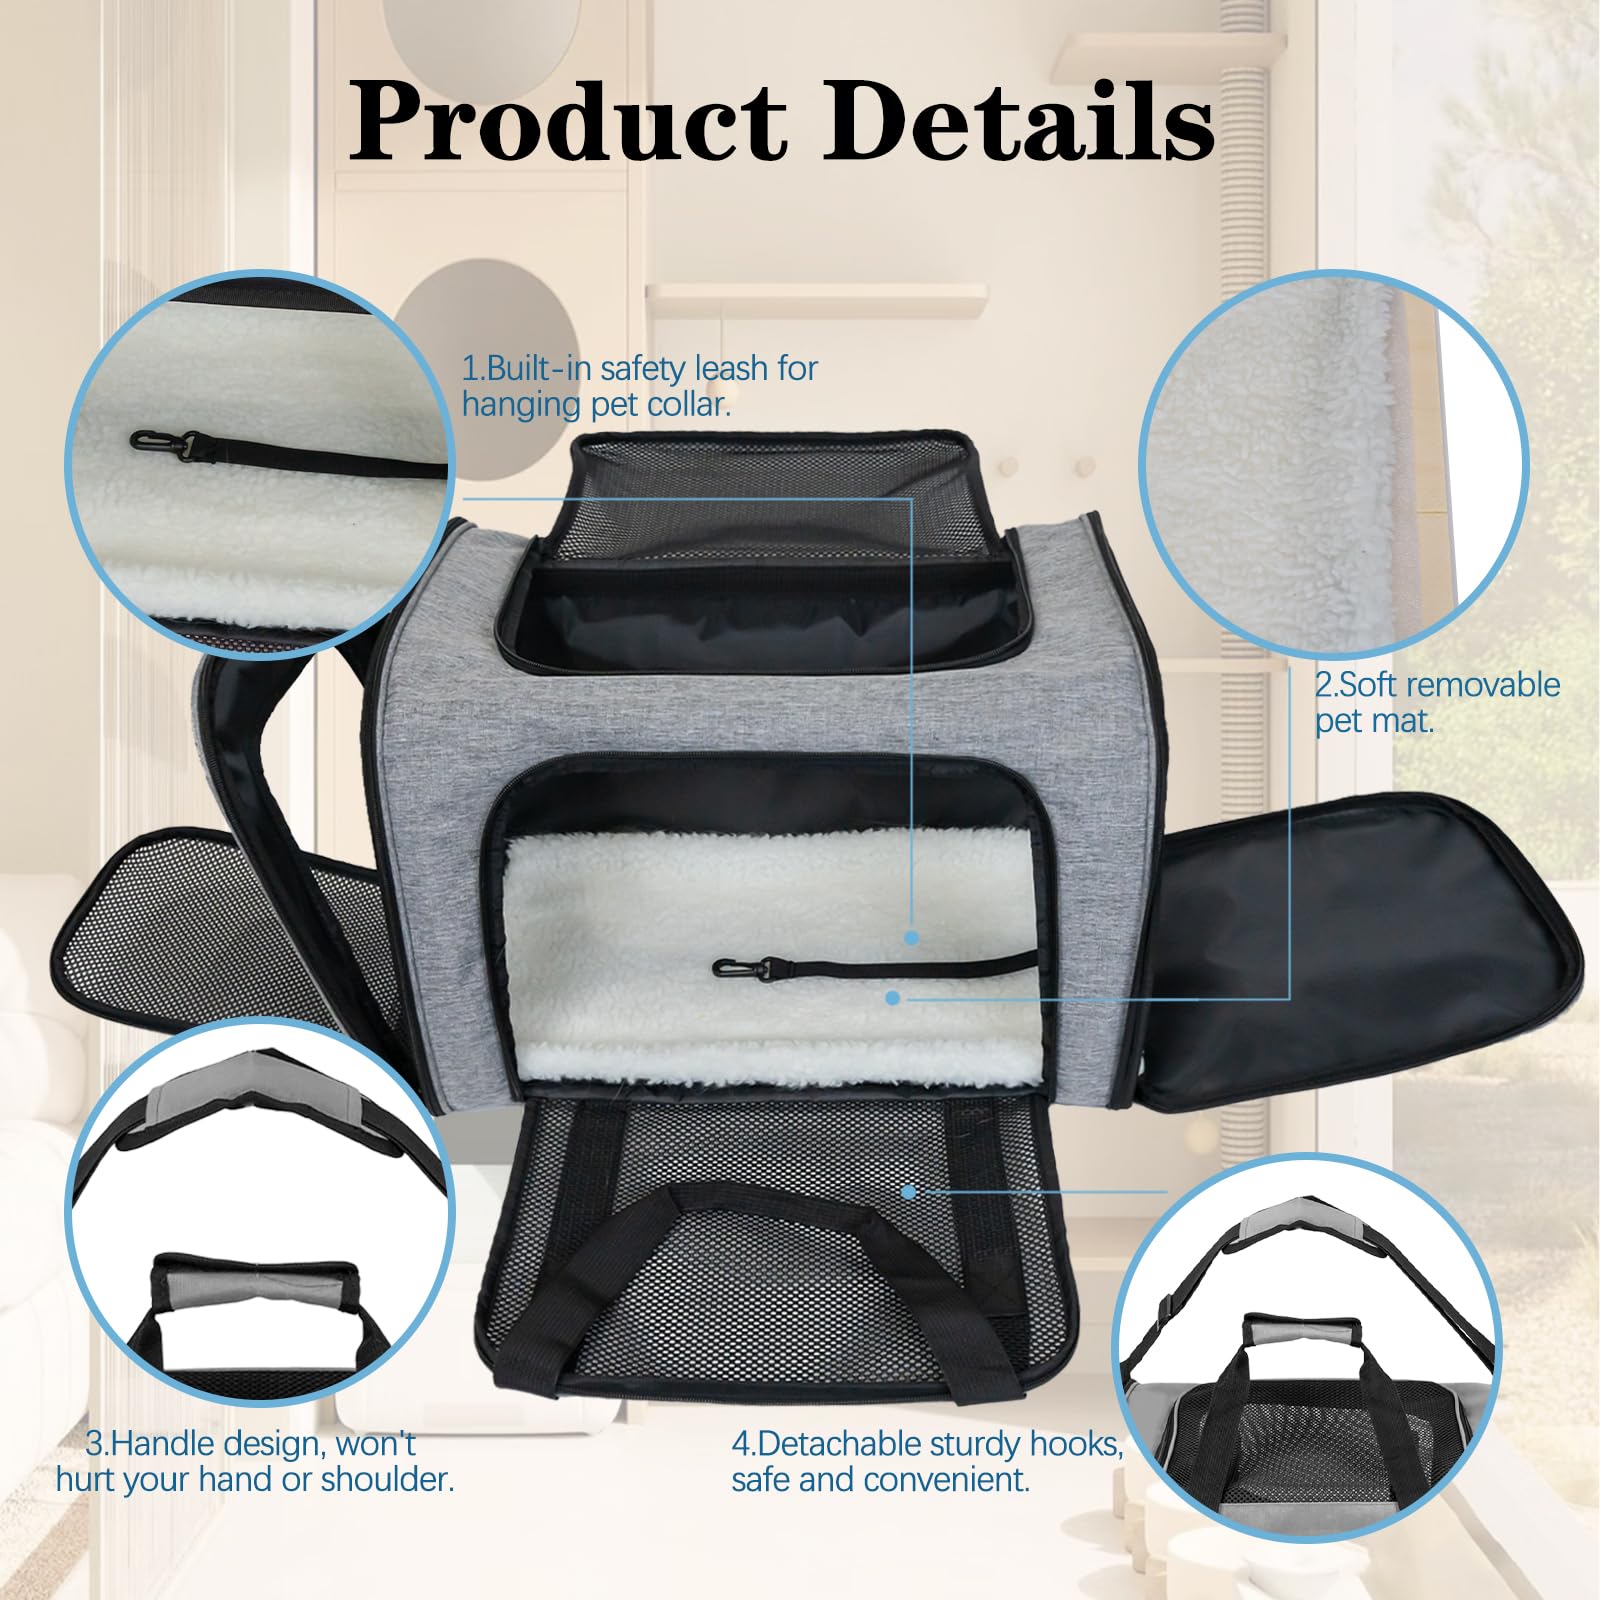 Product Details
1.Built-in safety leash for
hanging pet collar.
2.Soft removable
pet mat.
3.Handle design, won't
hurt your hand or shoulder.
4.Detachable sturdy hooks,
safe and convenient.